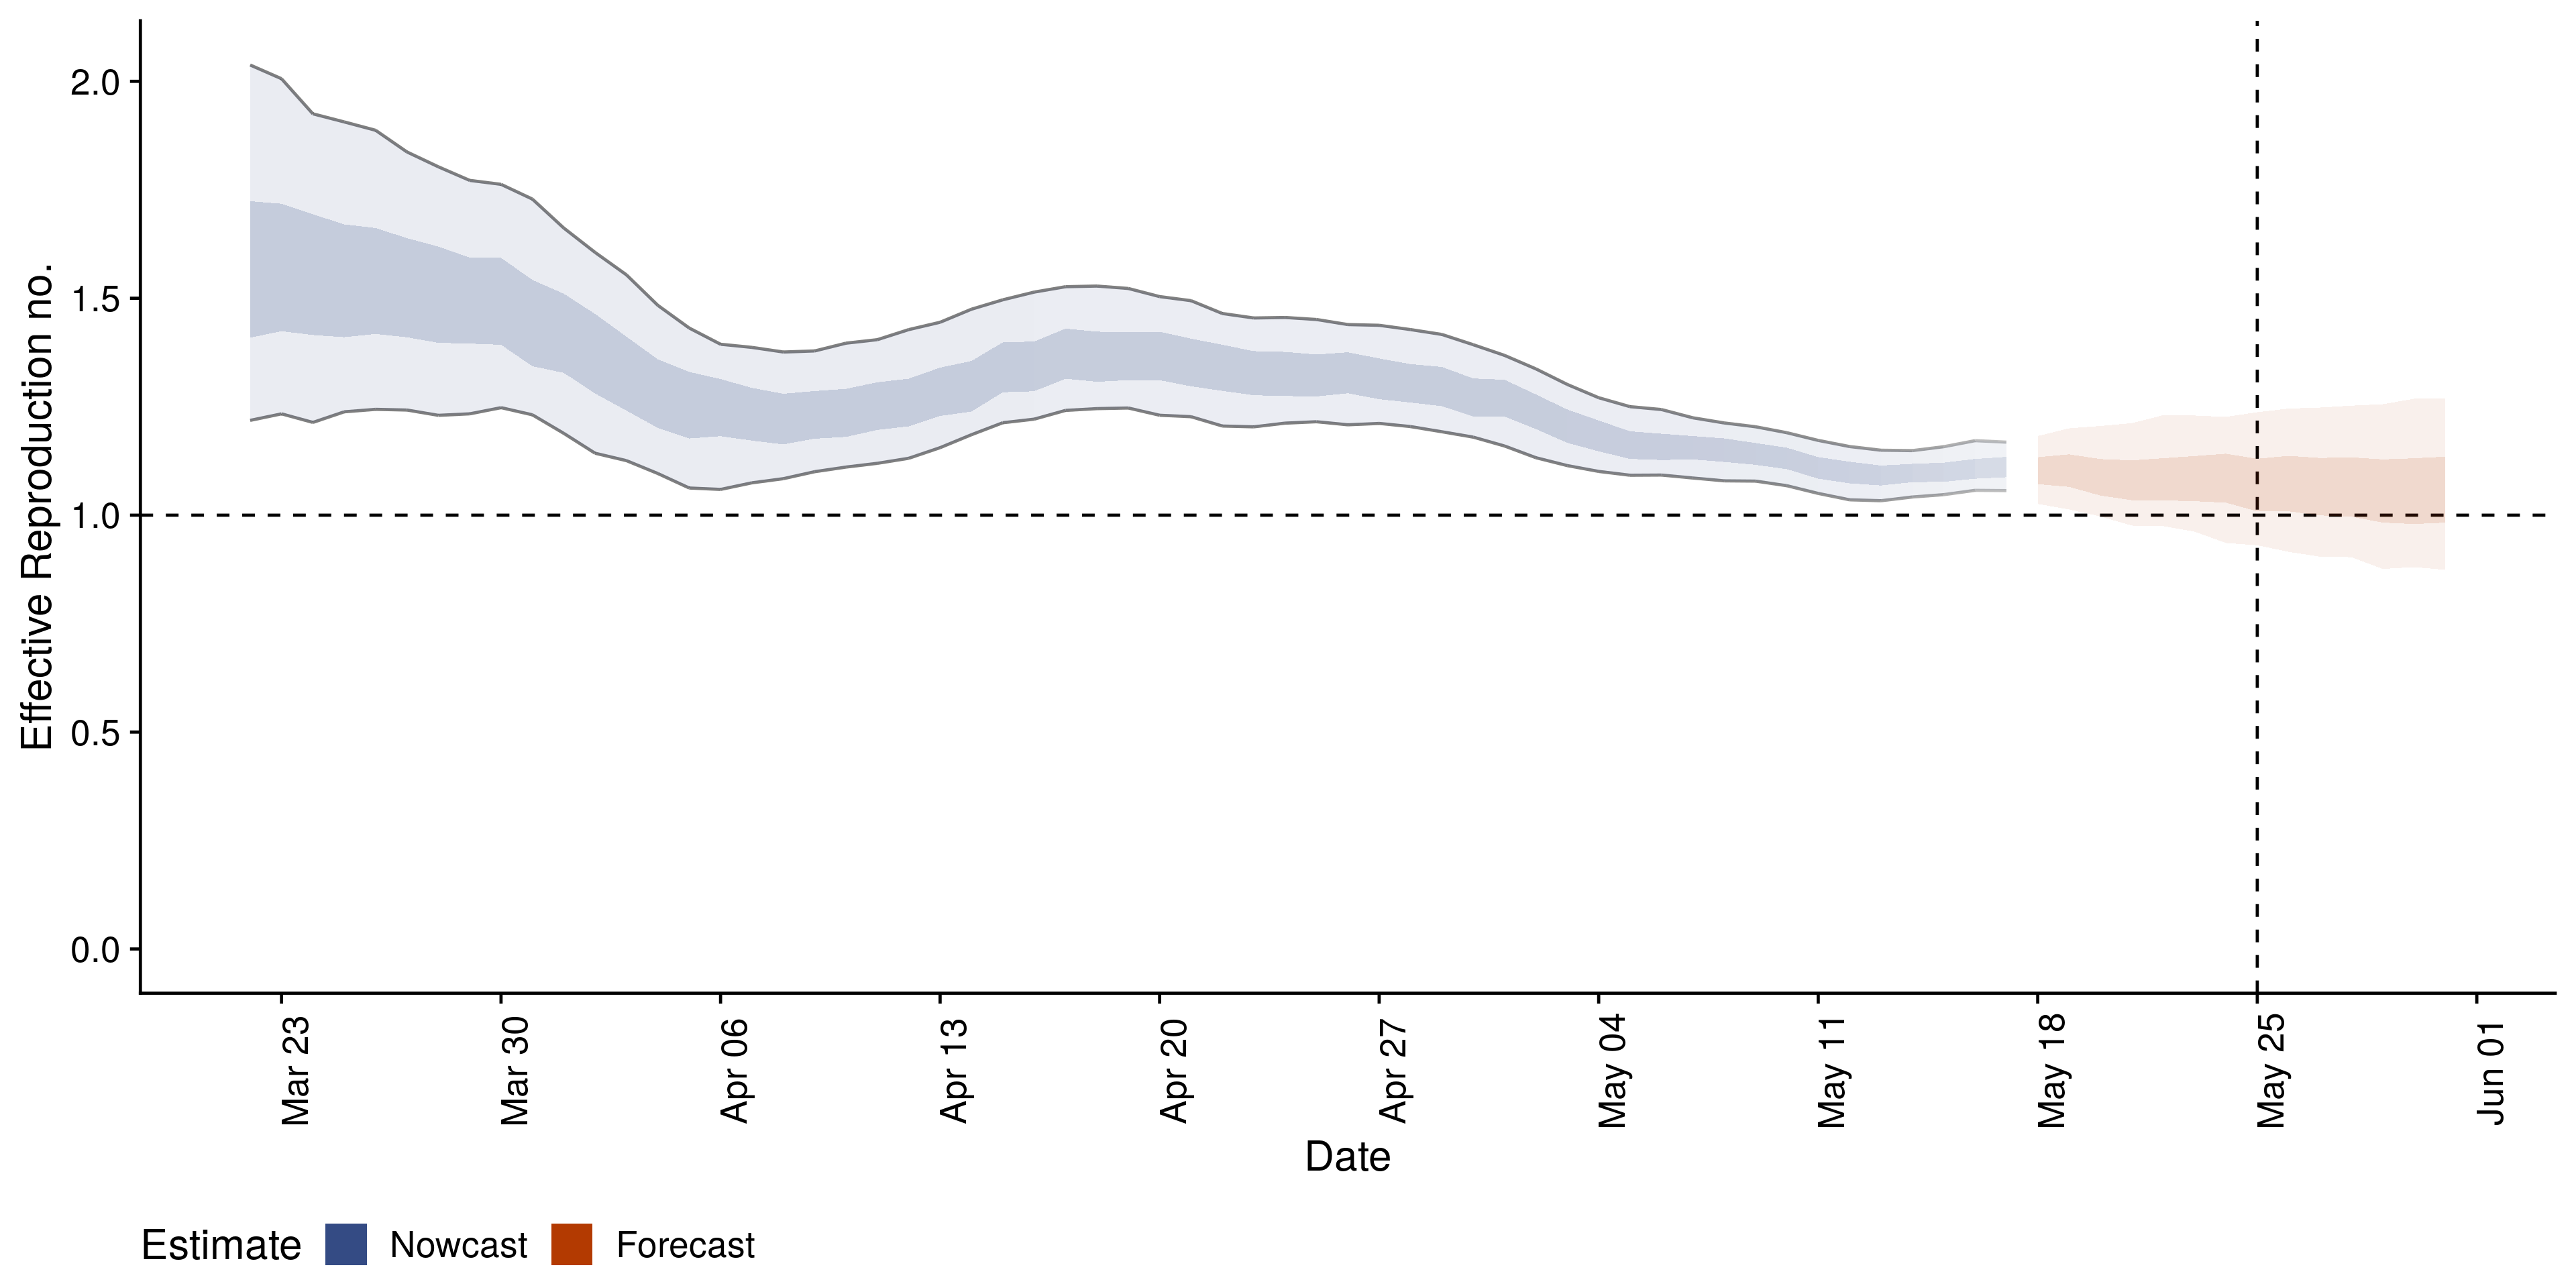 Effective Reproduction no.
2.0
1.5
1.0
0.5
0.0
Mar 23
Mar 30
Apr 06
Apr 13
Apr 20
Apr 27
May 04
May 11
May 18
May 25
Jun 01
Date
Estimate Nowcast Forecast